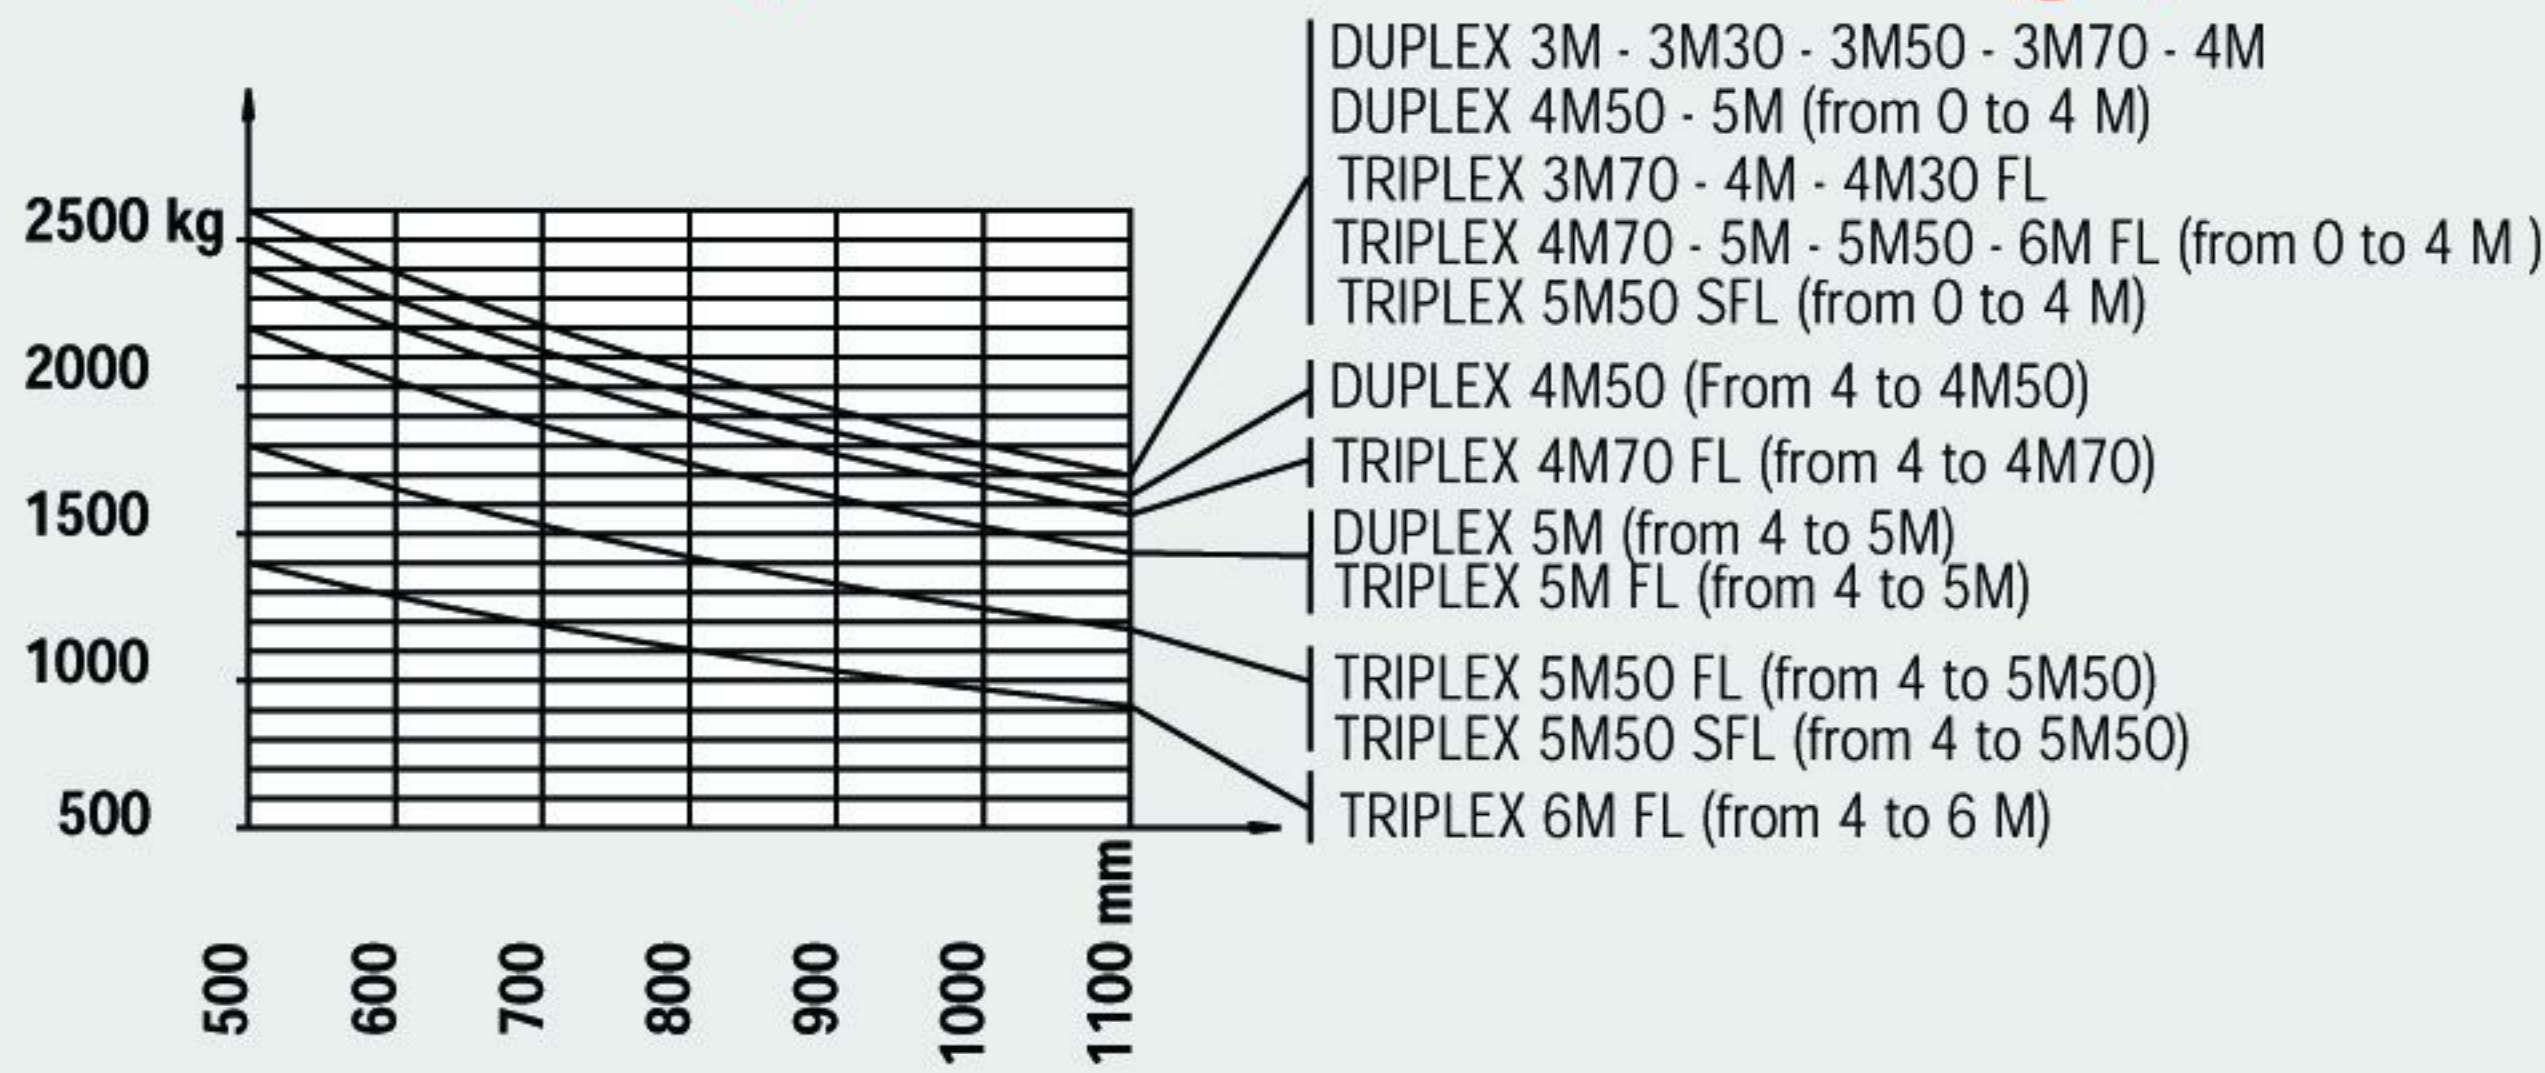 DUPLEX 3M - 3M30 - 3M50 - 3M70 - 4M
DUPLEX 4M50 - 5M (from 0 to 4 M)
TRIPLEX 3M70 - 4M - 4M30 FL
TRIPLEX 4M70 - 5M - 5M50 - 6M FL (from 0 to 4 M )
TRIPLEX 5M50 SFL (from 0 to 4 M)
DUPLEX 4M50 (From 4 to 4M50)
TRIPLEX 4M70 FL (from 4 to 4M70)
DUPLEX 5M (from 4 to 5M)
TRIPLEX 5M FL (from 4 to 5M)
TRIPLEX 5M50 FL (from 4 to 5M50)
TRIPLEX 5M50 SFL (from 4 to 5M50)
TRIPLEX 6M FL (from 4 to 6 M)
2500 kg
2000
1500
1000
500
500
600
700
800
900
1000
1100 mm